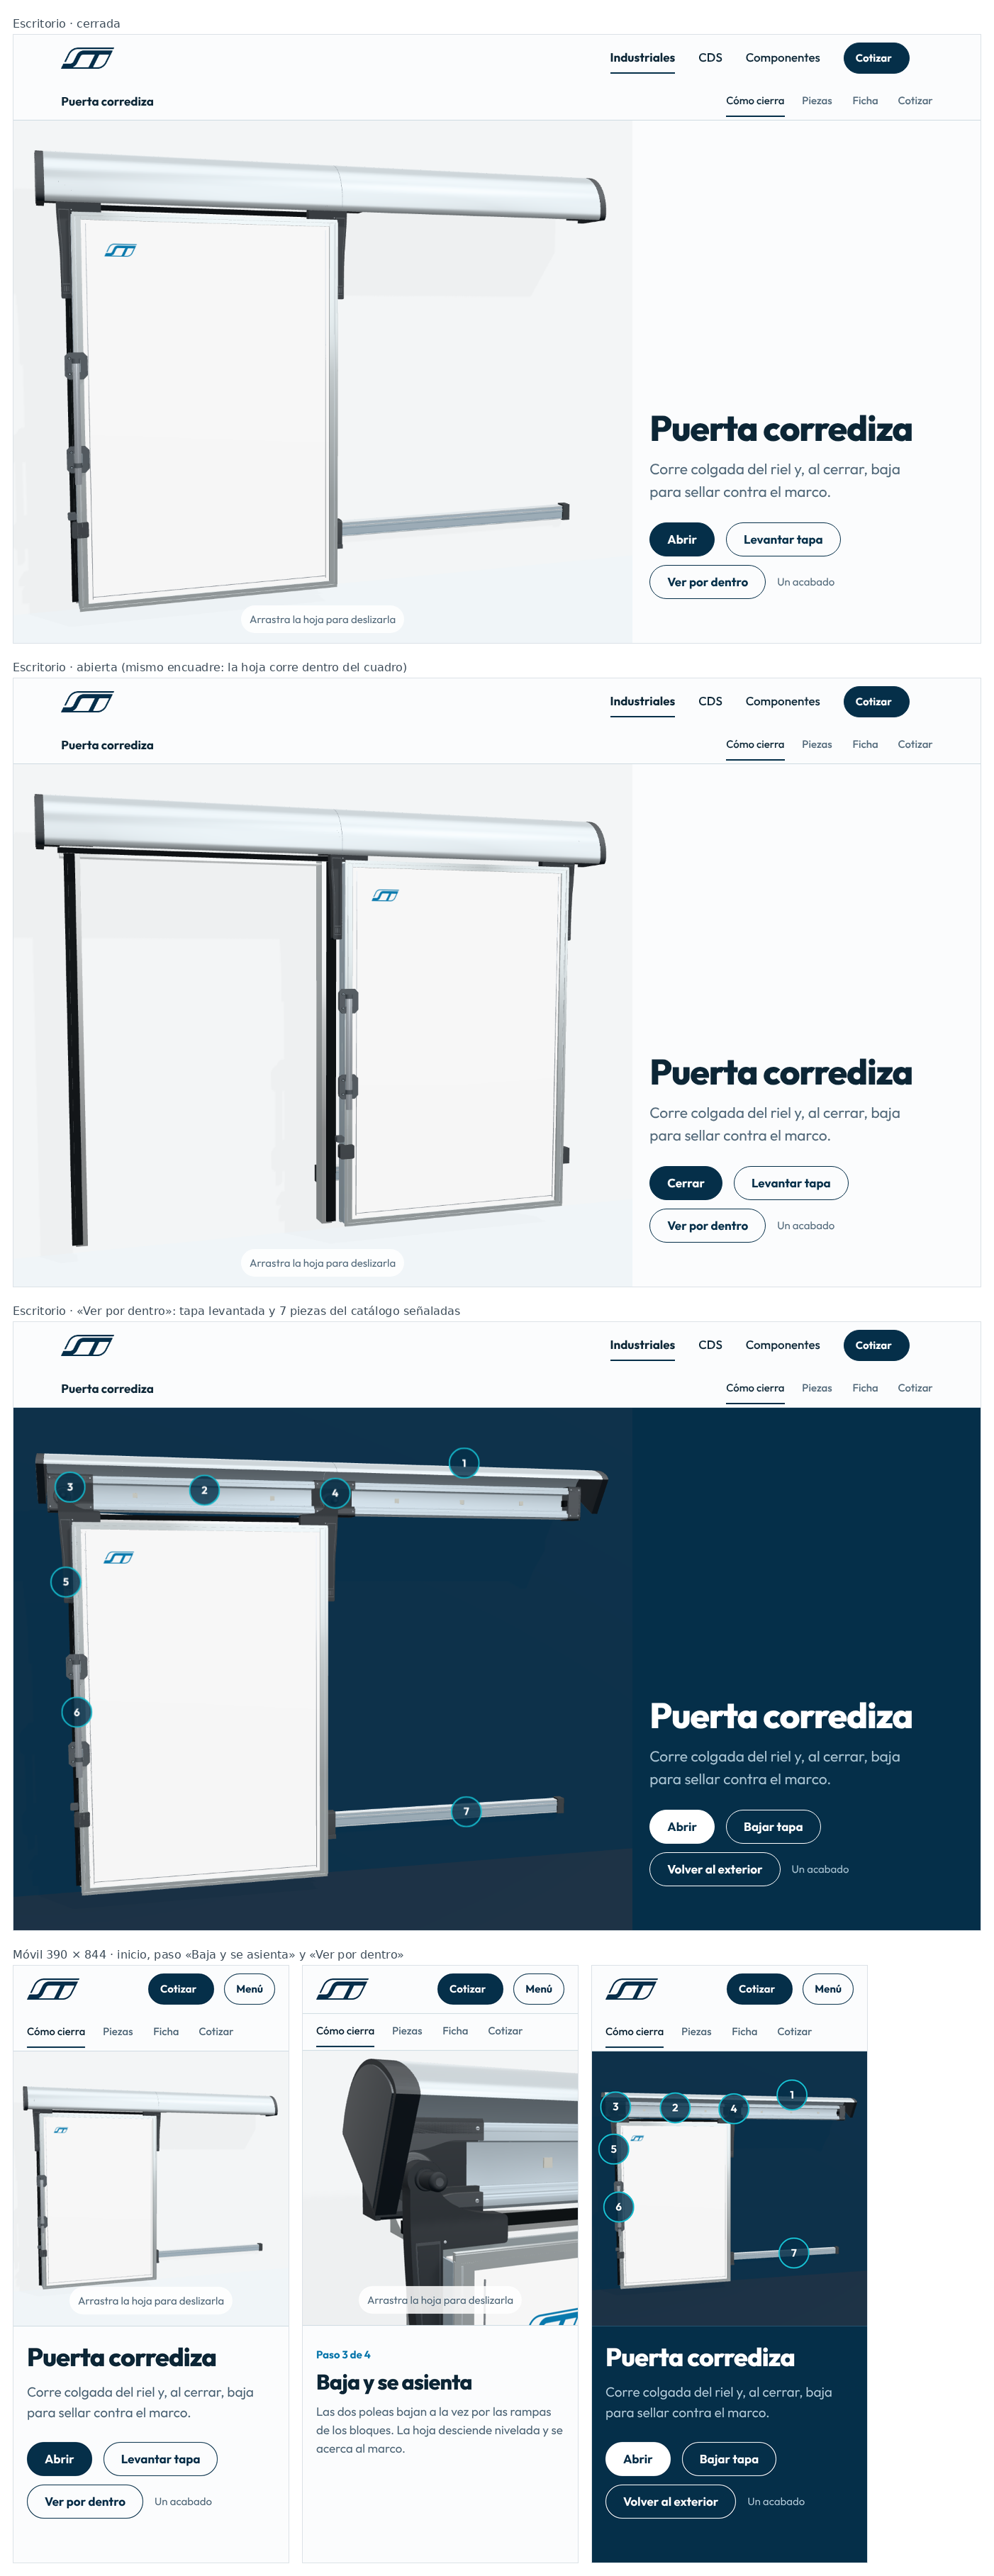 Escritorio · cerrada
ST
Industriales CDS Componentes Cotizar
Puerta corrediza
Cómo cierra Piezas Ficha Cotizar
ST
Puerta corrediza
Corre colgada del riel y, al cerrar, baja
para sellar contra el marco.
Abrir Levantar tapa
Ver por dentro Un acabado
Arrastra la hoja para deslizarla
Escritorio · abierta (mismo encuadre: la hoja corre dentro del cuadro)
ST
Industriales CDS Componentes Cotizar
Puerta corrediza
Cómo cierra Piezas Ficha Cotizar
ST
Puerta corrediza
Corre colgada del riel y, al cerrar, baja
para sellar contra el marco.
Cerrar Levantar tapa
Ver por dentro Un acabado
Arrastra la hoja para deslizarla
Escritorio · «Ver por dentro»: tapa levantada y 7 piezas del catálogo señaladas
ST
Industriales CDS Componentes Cotizar
Puerta corrediza
Cómo cierra Piezas Ficha Cotizar
1
3 2 4
ST
5
6
7
Puerta corrediza
Corre colgada del riel y, al cerrar, baja
para sellar contra el marco.
Abrir Bajar tapa
Volver al exterior Un acabado
Móvil 390 × 844 · inicio, paso «Baja y se asienta» y «Ver por dentro»
ST Cotizar Menú
Cómo cierra Piezas Ficha Cotizar
ST
Arrastra la hoja para deslizarla
Puerta corrediza
Corre colgada del riel y, al cerrar, baja
para sellar contra el marco.
Abrir Levantar tapa
Ver por dentro Un acabado
ST Cotizar Menú
Cómo cierra Piezas Ficha Cotizar
Arrastra la hoja para deslizarla
Paso 3 de 4
Baja y se asienta
Las dos poleas bajan a la vez por las rampas
de los bloques. La hoja desciende nivelada y se
acerca al marco.
ST Cotizar Menú
Cómo cierra Piezas Ficha Cotizar
1
3 2 4
5 ST
6
7
Puerta corrediza
Corre colgada del riel y, al cerrar, baja
para sellar contra el marco.
Abrir Bajar tapa
Volver al exterior Un acabado